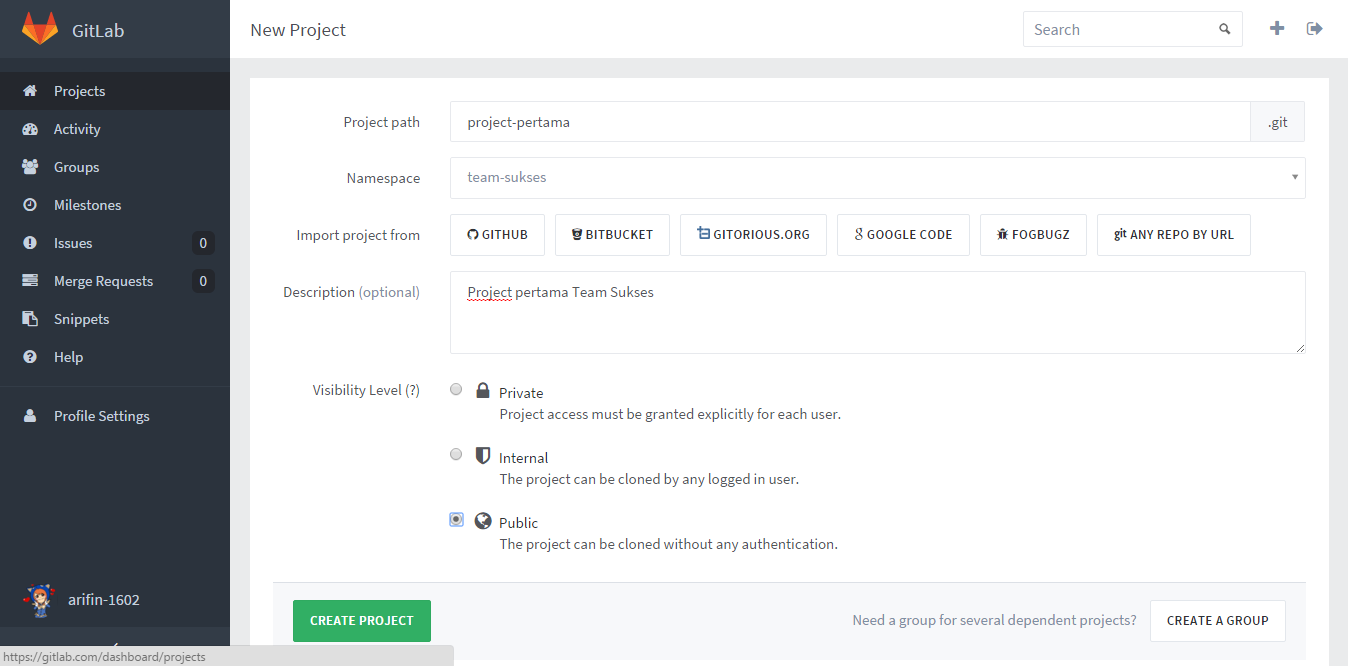 GitLab
New Project
Search
Projects
Activity
Groups
Milestones
Issues 0
Merge Requests 0
Snippets
Help
Profile Settings
arifin-1602
Project path project-pertama .git
Namespace team-sukses
Import project from GITHUB BITBUCKET GITORIOUS.ORG GOOGLE CODE FOGBUGZ git ANY REPO BY URL
Description (optional) Project pertama Team Sukses
Visibility Level (?) Private
Project access must be granted explicitly for each user.
Internal
The project can be cloned by any logged in user.
Public
The project can be cloned without any authentication.
CREATE PROJECT Need a group for several dependent projects? CREATE A GROUP
https://gitlab.com/dashboard/projects